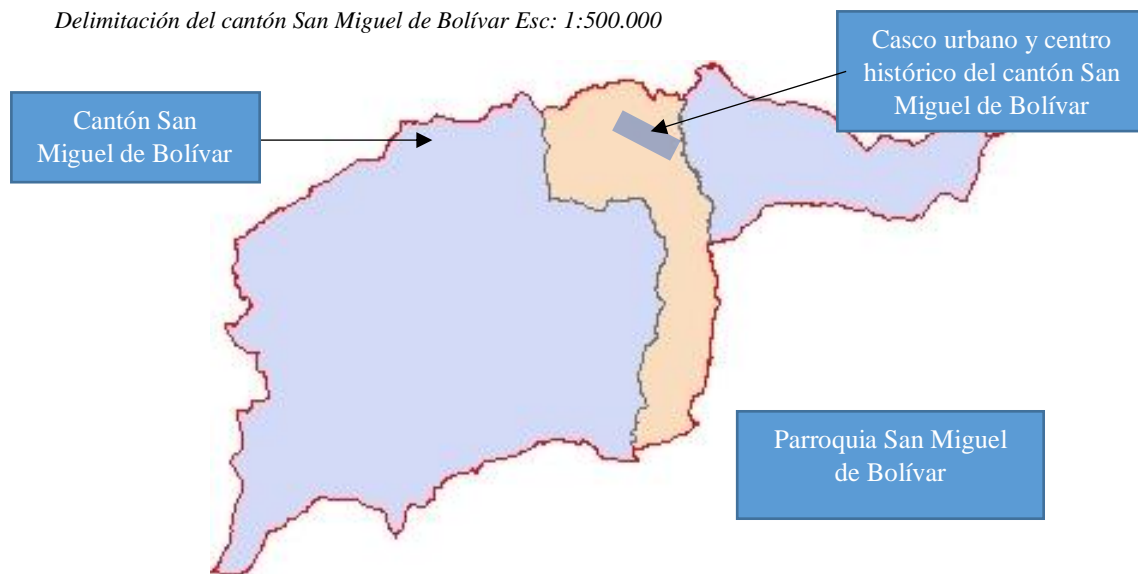 Delimitación del cantón San Miguel de Bolívar Esc: 1:500.000
Casco urbano y centro
histórico del cantón San
Miguel de Bolívar
Cantón San
Miguel de Bolívar
Parroquia San Miguel
de Bolívar